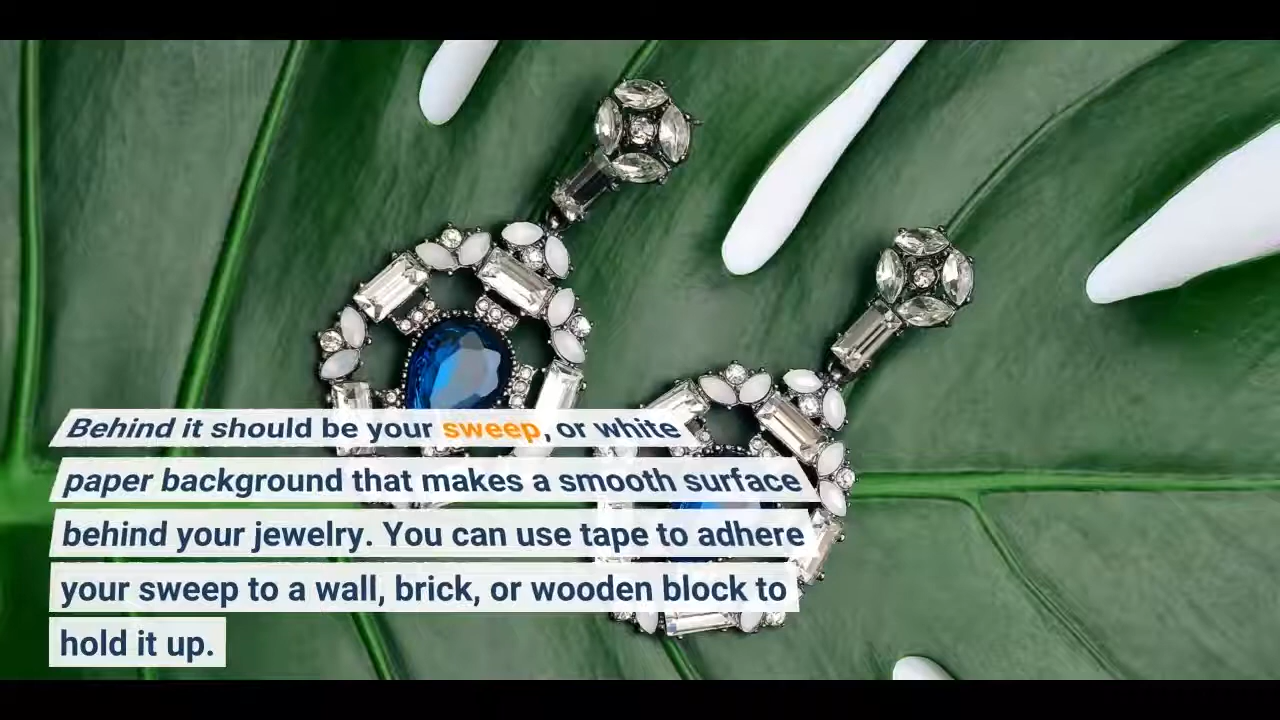 Behind it should be your sweep, or white
paper background that makes a smooth surface
behind your jewelry. You can use tape to adhere
your sweep to a wall, brick, or wooden block to
hold it up.